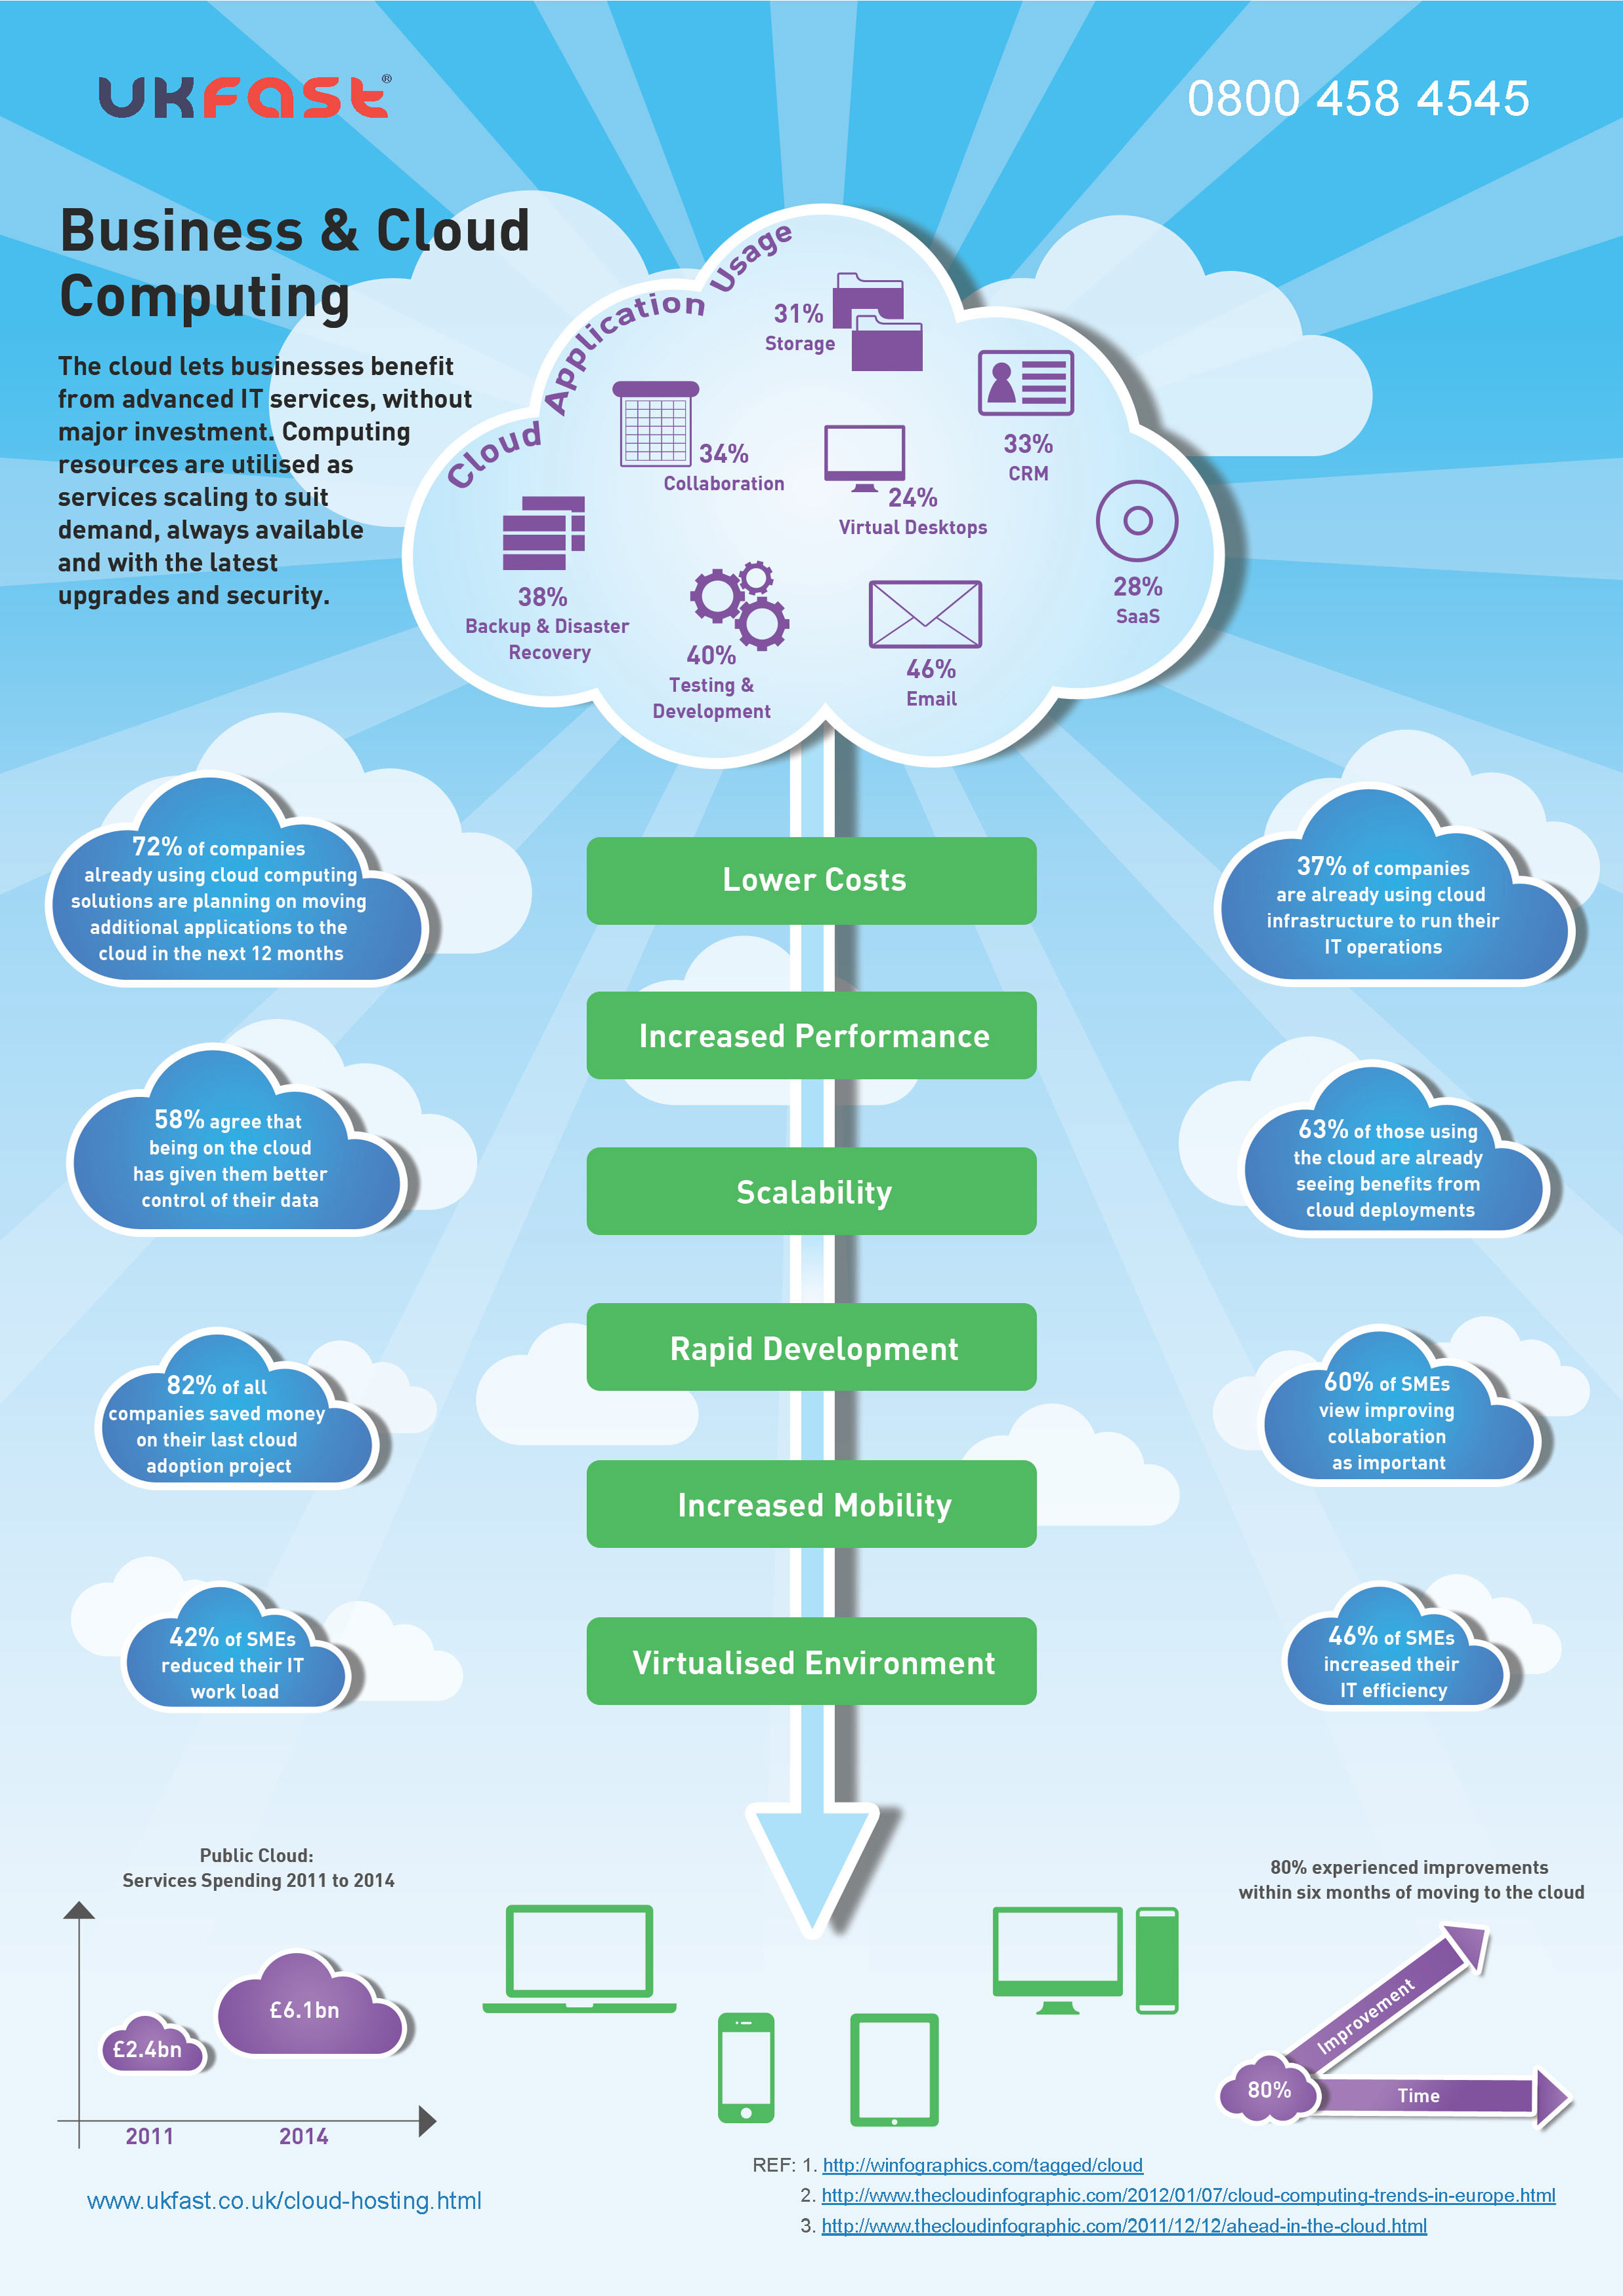 UKFAST®
0800 458 4545
Business & Cloud
Computing
The cloud lets businesses benefit
from advanced IT services, without
major investment. Computing
resources are utilised as
services scaling to suit
demand, always available
and with the latest
upgrades and security.
Cloud Application Usage
31%
Storage
34%
Collaboration
33%
CRM
24%
Virtual Desktops
28%
SaaS
38%
Backup & Disaster
Recovery
40%
Testing &
Development
46%
Email
72% of companies
already using cloud computing
solutions are planning on moving
additional applications to the
cloud in the next 12 months
37% of companies
are already using cloud
infrastructure to run their
IT operations
58% agree that
being on the cloud
has given them better
control of their data
63% of those using
the cloud are already
seeing benefits from
cloud deployments
82% of all
companies saved money
on their last cloud
adoption project
60% of SMEs
view improving
collaboration
as important
42% of SMEs
reduced their IT
work load
46% of SMEs
increased their
IT efficiency
Lower Costs
Increased Performance
Scalability
Rapid Development
Increased Mobility
Virtualised Environment
Public Cloud:
Services Spending 2011 to 2014
£2.4bn
£6.1bn
2011
2014
80% experienced improvements
within six months of moving to the cloud
Improvement
80%
Time
www.ukfast.co.uk/cloud-hosting.html
REF: 1. http://winfographics.com/tagged/cloud
2. http://www.thecloudinfographic.com/2012/01/07/cloud-computing-trends-in-europe.html
3. http://www.thecloudinfographic.com/2011/12/12/ahead-in-the-cloud.html